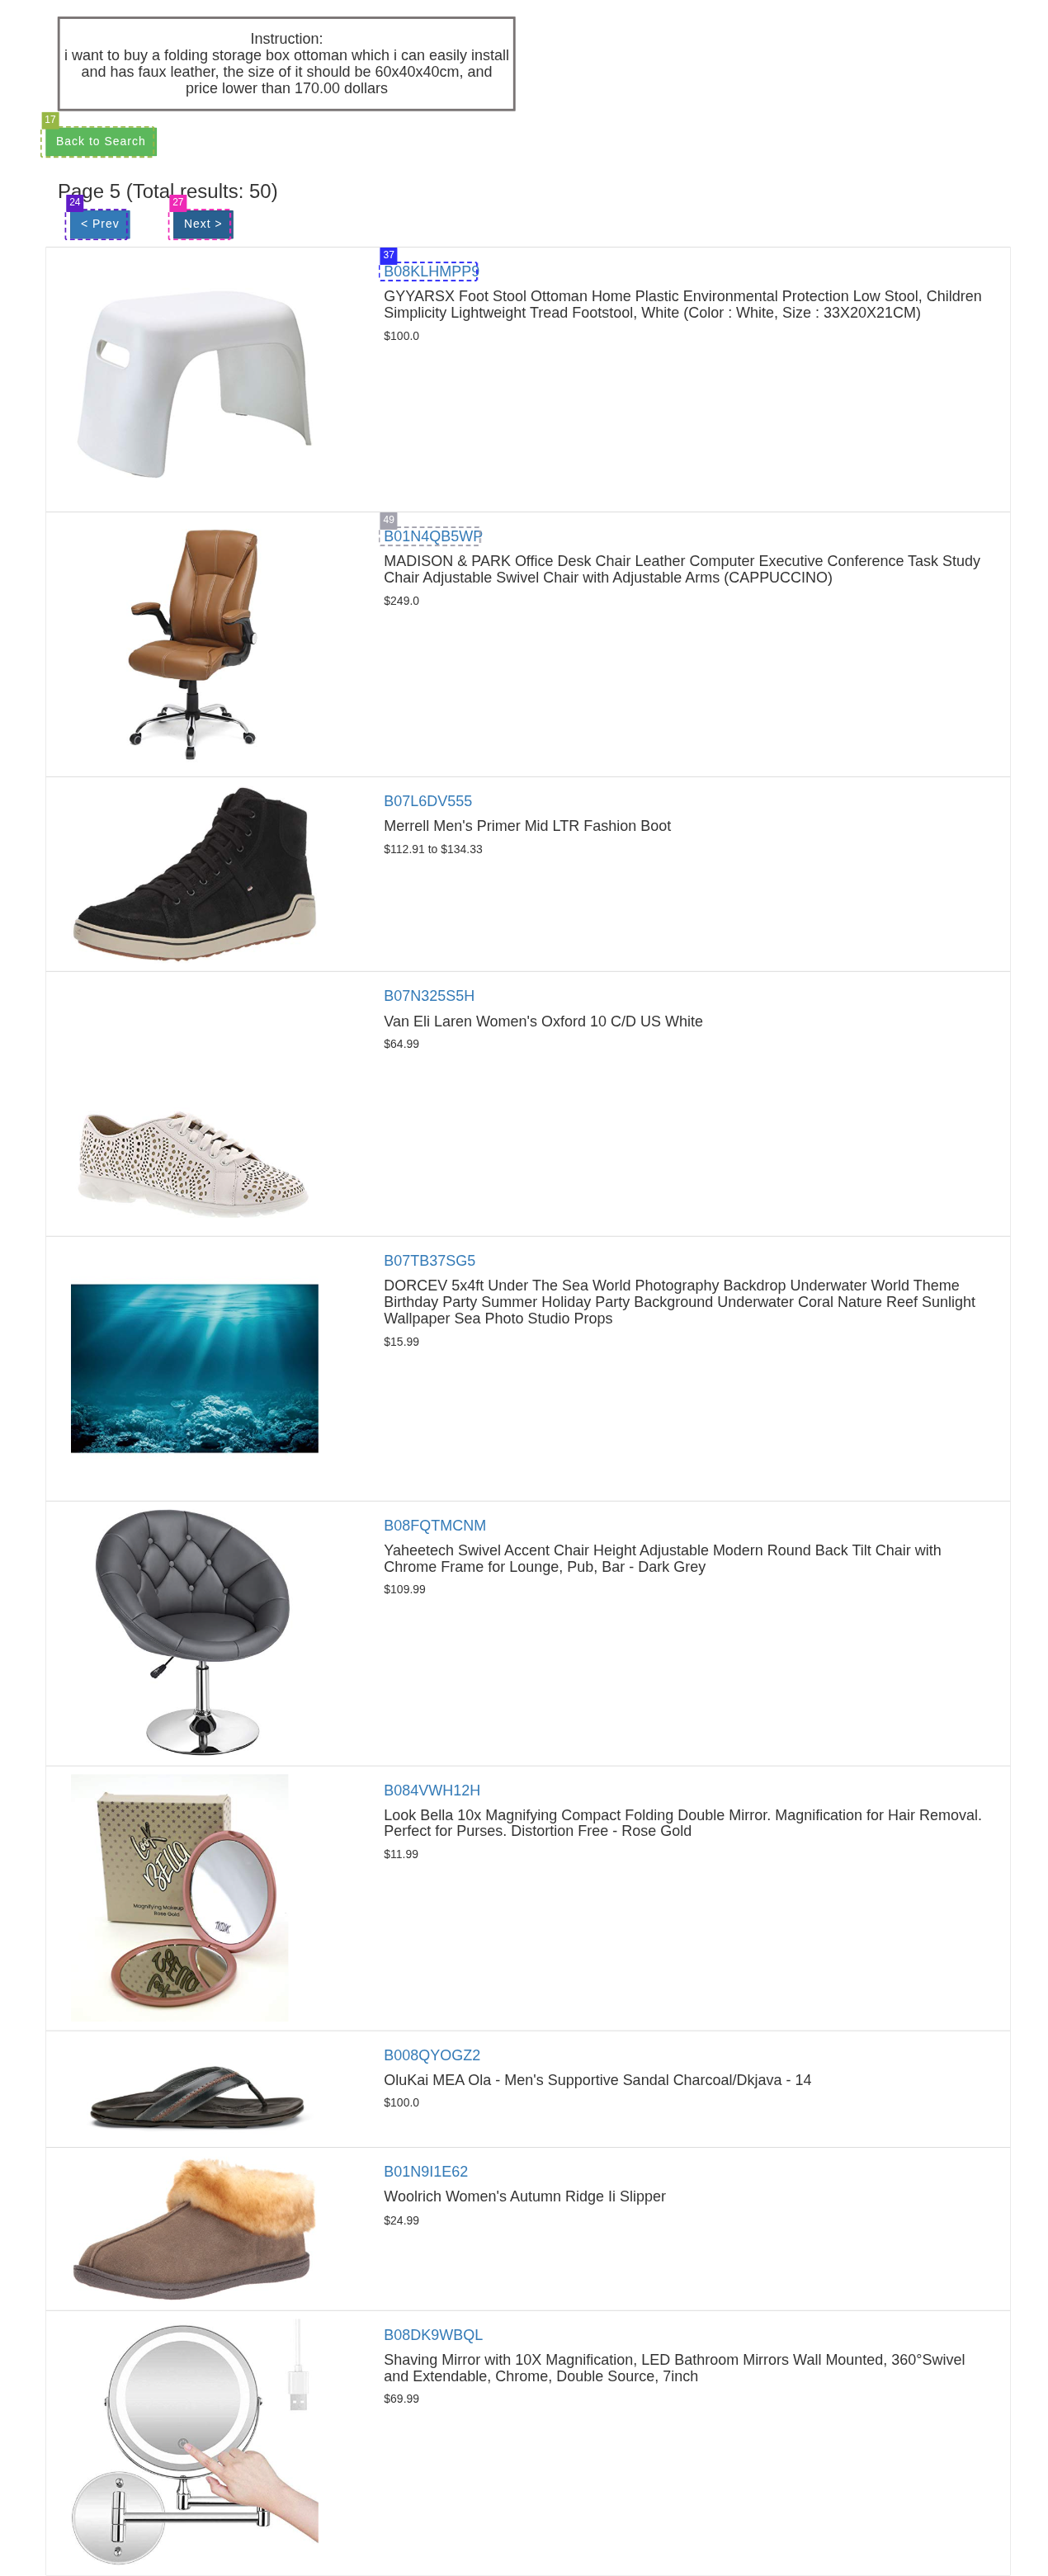 Instruction:
i want to buy a folding storage box ottoman which i can easily install
and has faux leather, the size of it should be 60x40x40cm, and
price lower than 170.00 dollars
17
Back to Search
Page 5 (Total results: 50)
24
27
< Prev
Next >
37
B08KLHMPP9
GYYARSX Foot Stool Ottoman Home Plastic Environmental Protection Low Stool, Children
Simplicity Lightweight Tread Footstool, White (Color : White, Size : 33X20X21CM)
$100.0
49
B01N4QB5WP
MADISON & PARK Office Desk Chair Leather Computer Executive Conference Task Study
Chair Adjustable Swivel Chair with Adjustable Arms (CAPPUCCINO)
$249.0
B07L6DV555
Merrell Men's Primer Mid LTR Fashion Boot
$112.91 to $134.33
B07N325S5H
Van Eli Laren Women's Oxford 10 C/D US White
$64.99
B07TB37SG5
DORCEV 5x4ft Under The Sea World Photography Backdrop Underwater World Theme
Birthday Party Summer Holiday Party Background Underwater Coral Nature Reef Sunlight
Wallpaper Sea Photo Studio Props
$15.99
B08FQTMCNM
Yaheetech Swivel Accent Chair Height Adjustable Modern Round Back Tilt Chair with
Chrome Frame for Lounge, Pub, Bar - Dark Grey
$109.99
B084VWH12H
Look Bella 10x Magnifying Compact Folding Double Mirror. Magnification for Hair Removal.
Perfect for Purses. Distortion Free - Rose Gold
$11.99
Look
BELLA
Magnifying Makeup
Rose Gold
10X
B008QYOGZ2
OluKai MEA Ola - Men's Supportive Sandal Charcoal/Dkjava - 14
$100.0
B01N9I1E62
Woolrich Women's Autumn Ridge Ii Slipper
$24.99
B08DK9WBQL
Shaving Mirror with 10X Magnification, LED Bathroom Mirrors Wall Mounted, 360°Swivel
and Extendable, Chrome, Double Source, 7inch
$69.99